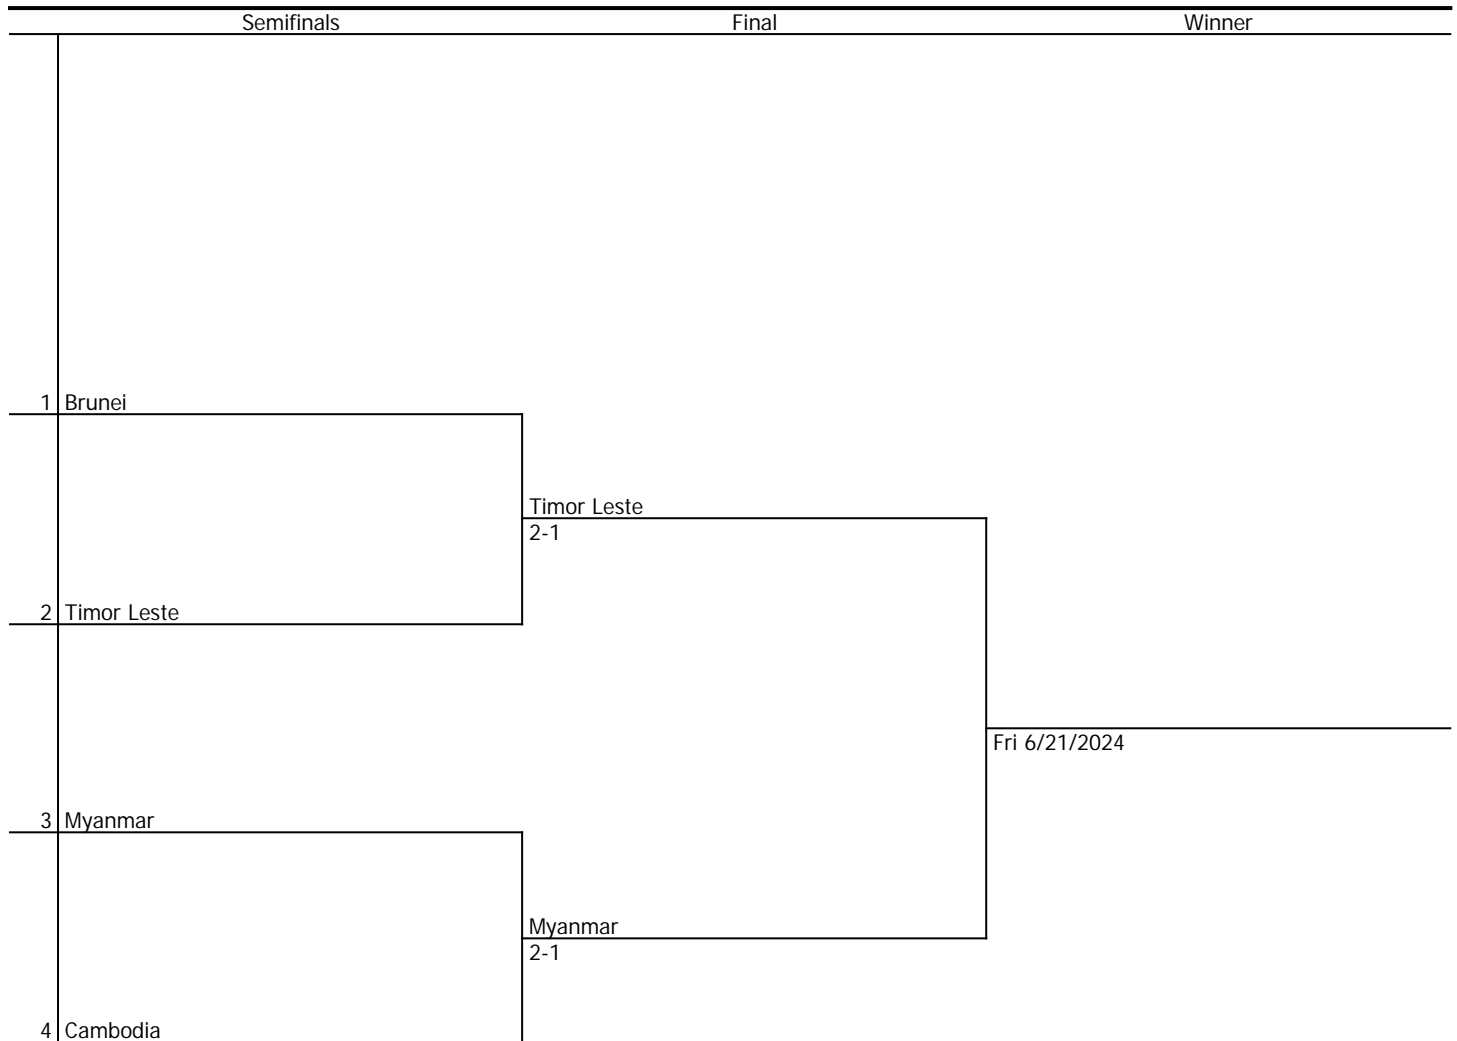 Semifinals Final Winner
1 Brunei
Timor Leste
2-1
2 Timor Leste
Fri 6/21/2024
3 Myanmar
Myanmar
2-1
4 Cambodia